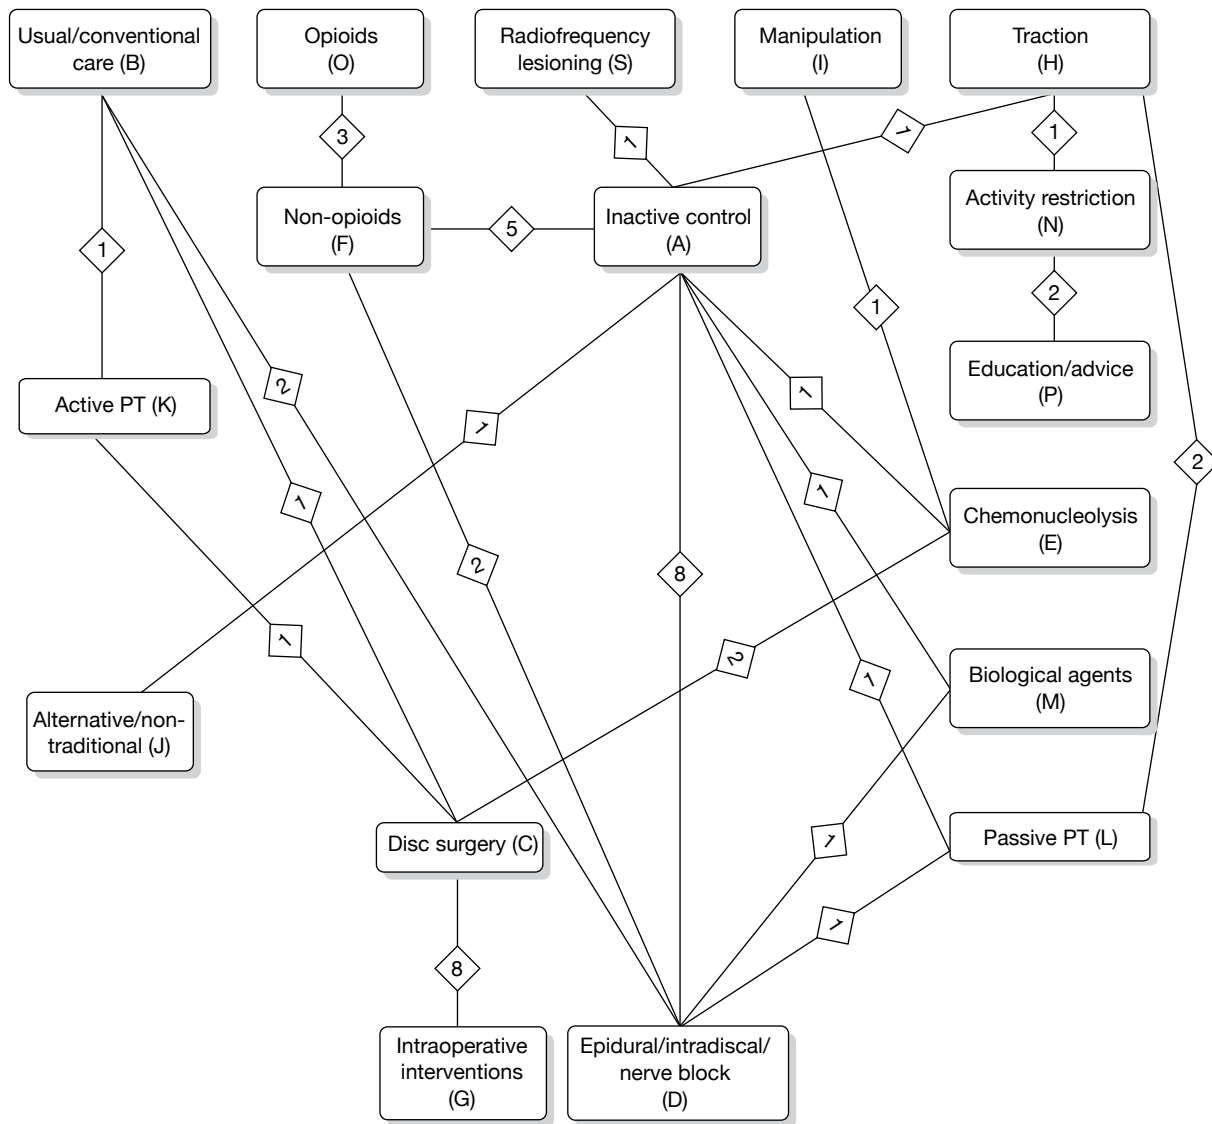 Usual/conventional
care (B)
Opioids
(O)
Radiofrequency
lesioning (S)
Manipulation
(I)
Traction
(H)
3
1
1
1
Non-opioids
(F)
5
Inactive control
(A)
Activity restriction
(N)
1
1
2
Education/advice
(P)
Active PT (K)
2
1
1
2
1
1
Chemonucleolysis
(E)
2
8
1
2
1
Biological agents
(M)
Alternative/non-
traditional (J)
Disc surgery (C)
1
Passive PT (L)
1
8
Intraoperative
interventions
(G)
Epidural/intradiscal/
nerve block
(D)